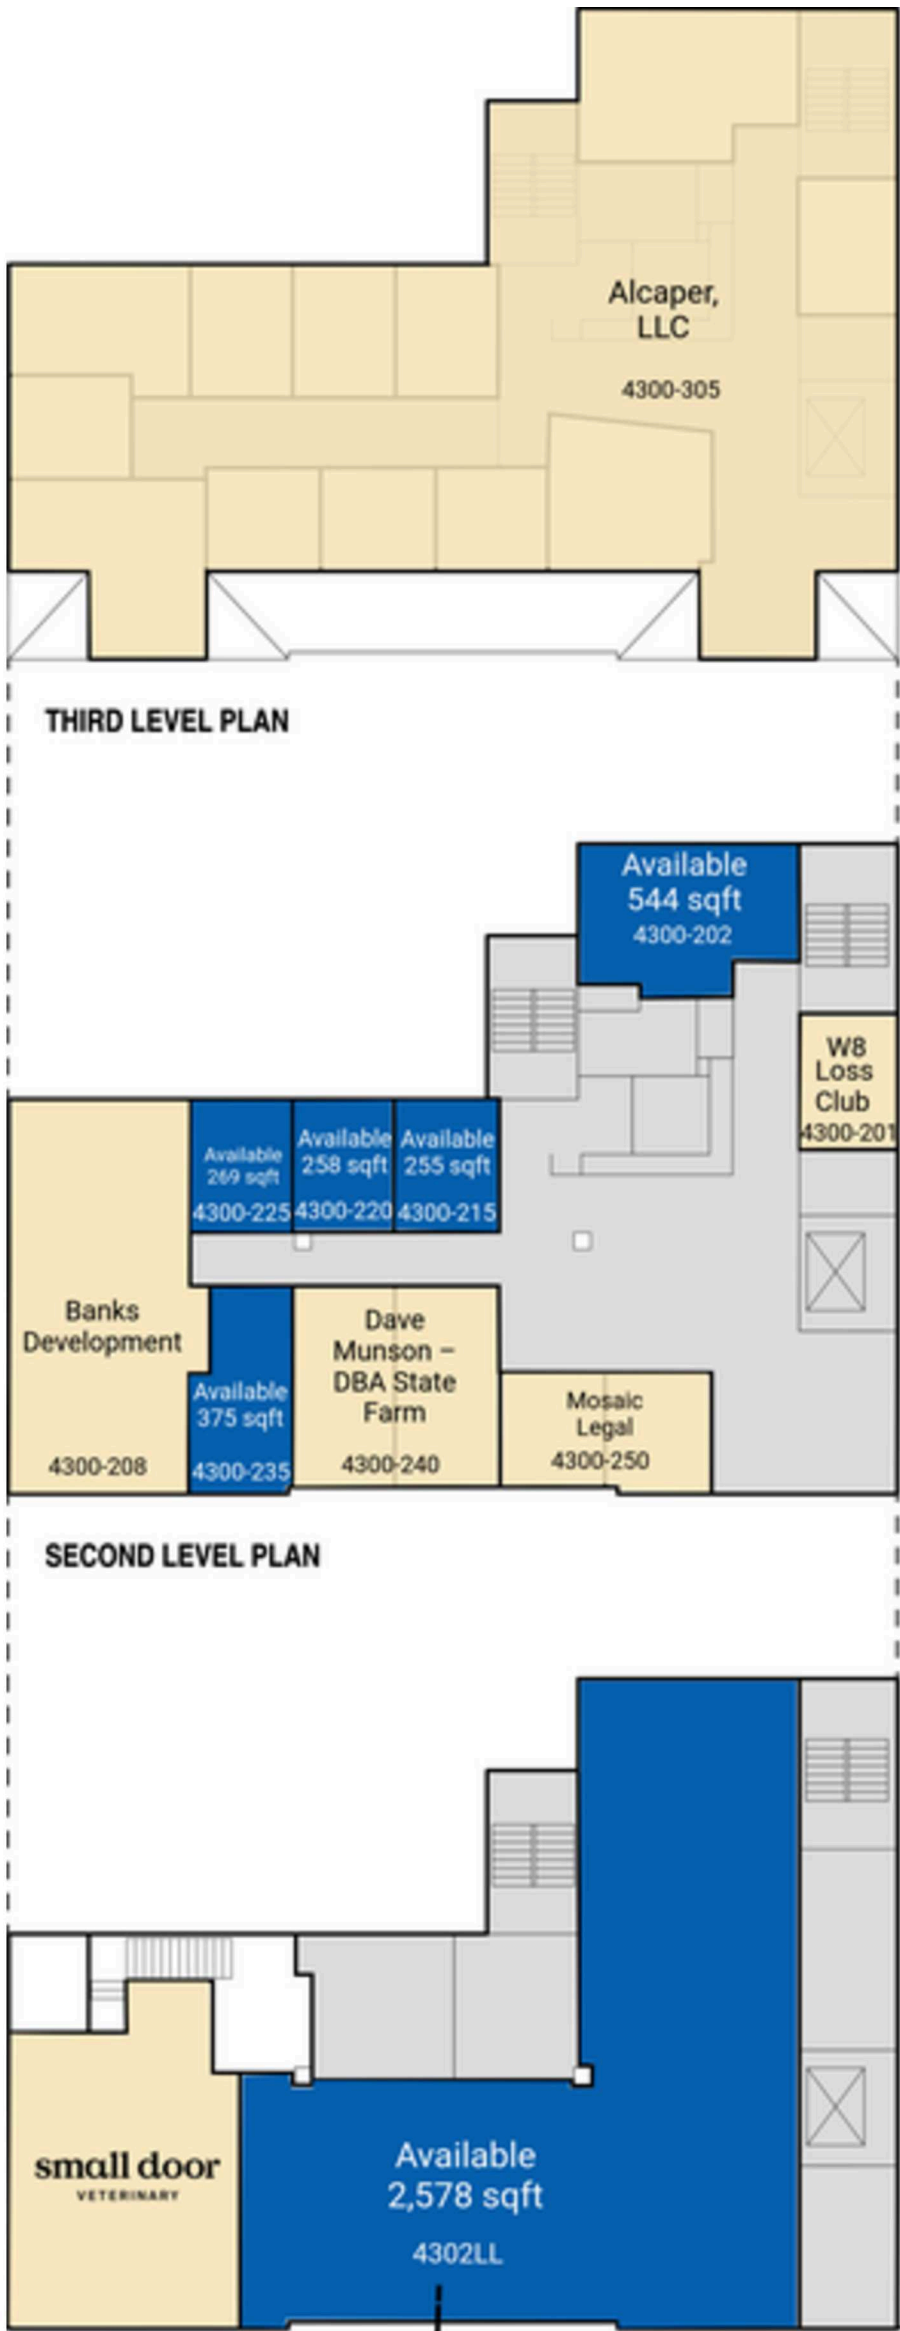 Alcaper,
LLC
4300-305
THIRD LEVEL PLAN
Available
544 sqft
4300-202
W8
Loss
Club
4300-201
Available
269 sqft
4300-225
Available
258 sqft
4300-220
Available
255 sqft
4300-215
Banks
Development
4300-208
Available
375 sqft
4300-235
Dave
Munson –
DBA State
Farm
4300-240
Mosaic
Legal
4300-250
SECOND LEVEL PLAN
small door
VETERINARY
Available
2,578 sqft
4302LL